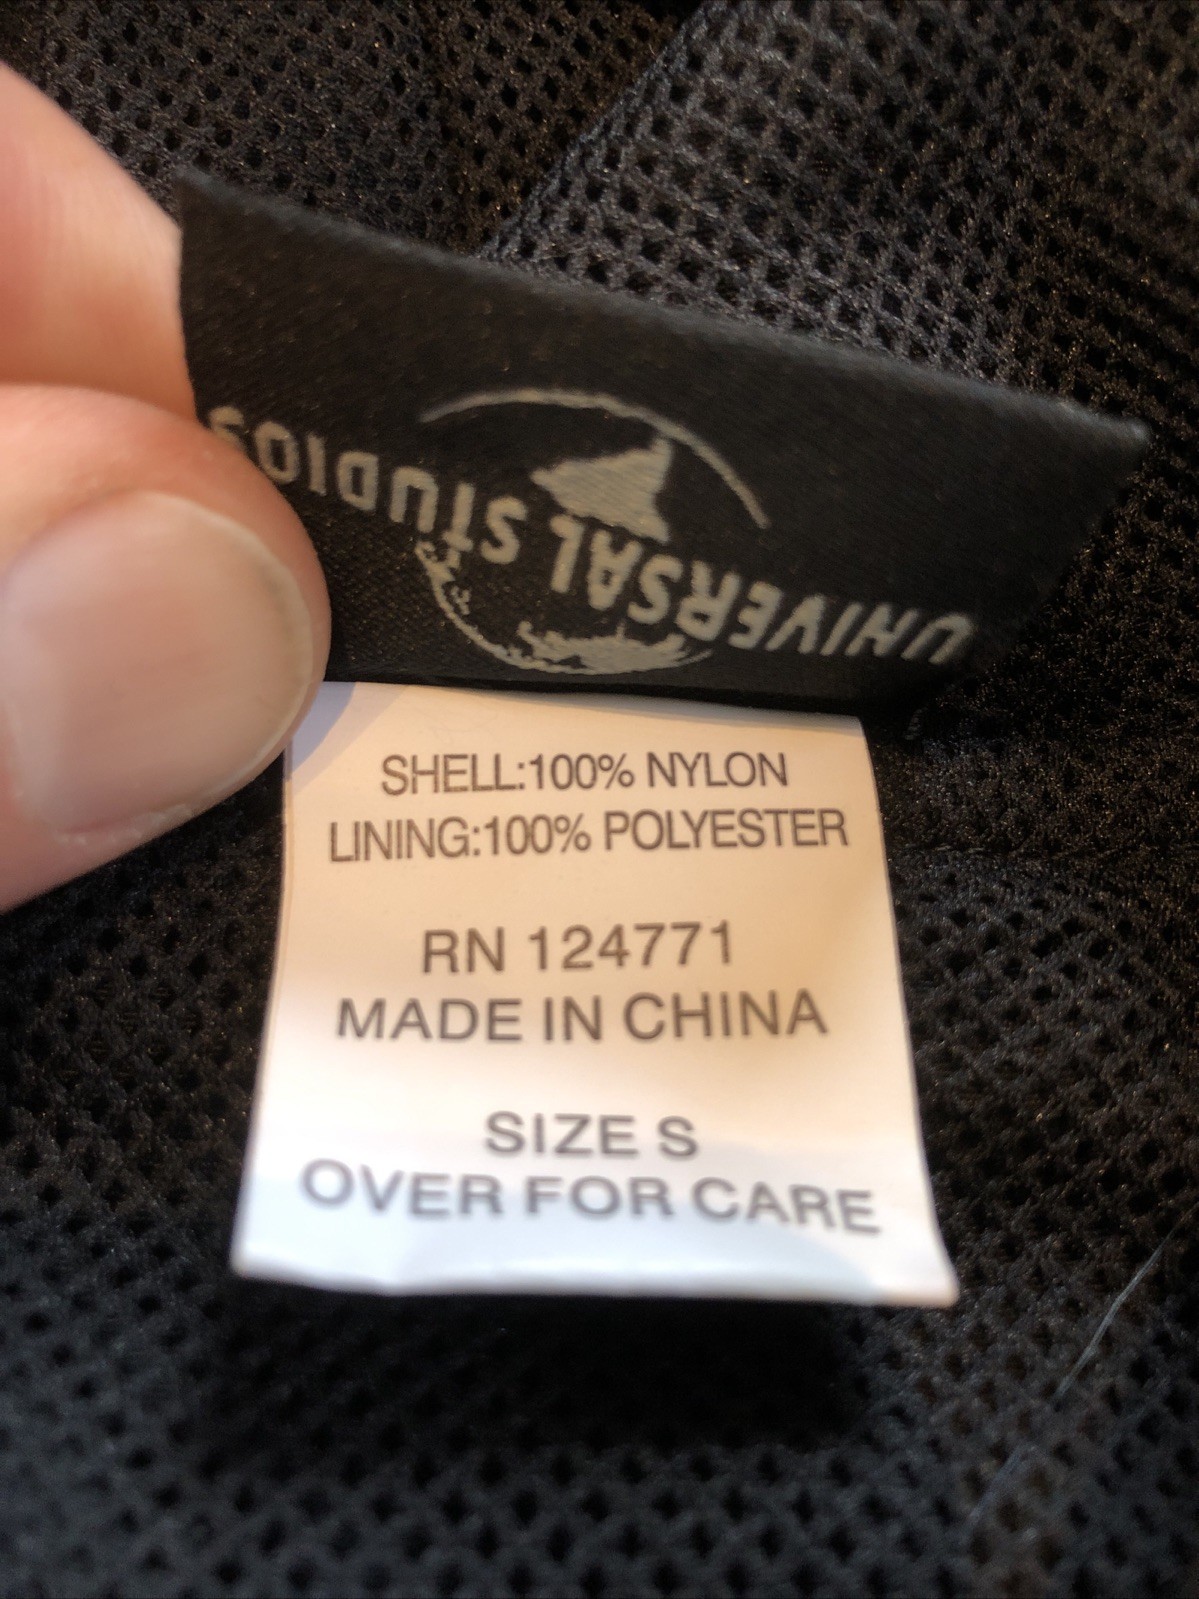 UNIVERSAL STUDIOS
SHELL:100% NYLON
LINING:100% POLYESTER
RN 124771
MADE IN CHINA
SIZE S
OVER FOR CARE